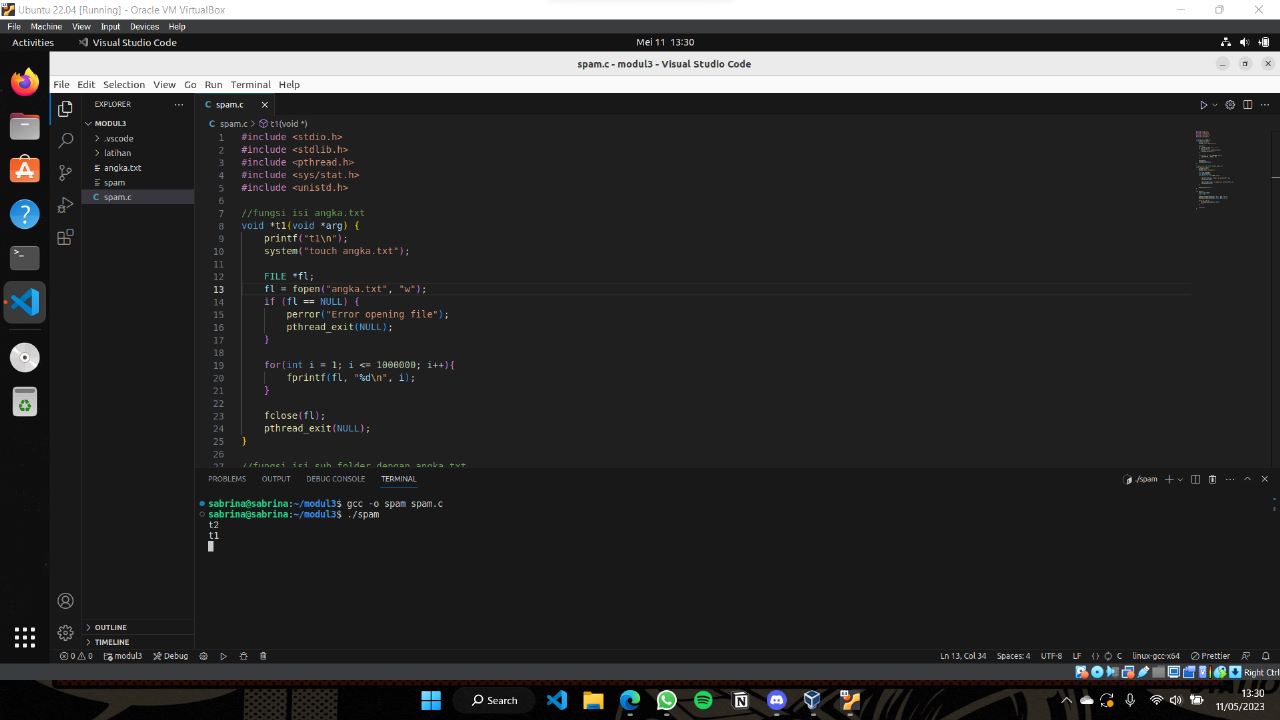 Ubuntu 22.04 [Running] - Oracle VM VirtualBox
File Machine View Input Devices Help
Activities Visual Studio Code Mei 11 13:30
spam.c - modul3 - Visual Studio Code
File Edit Selection View Go Run Terminal Help
EXPLORER
MODUL3
.vscode
latihan
angka.txt
spam
C spam.c
OUTLINE
TIMELINE
C spam.c
C spam.c > t1(void *)
1 #include <stdio.h>
2 #include <stdlib.h>
3 #include <pthread.h>
4 #include <sys/stat.h>
5 #include <unistd.h>
6
7 //fungsi isi angka.txt
8 void *t1(void *arg) {
9 printf("t1\n");
10 system("touch angka.txt");
11
12 FILE *fl;
13 fl = fopen("angka.txt", "w");
14 if (fl == NULL) {
15 perror("Error opening file");
16 pthread_exit(NULL);
17 }
18
19 for(int i = 1; i <= 1000000; i++){
20 fprintf(fl, "%d\n", i);
21 }
22
23 fclose(fl);
24 pthread_exit(NULL);
25 }
26
27 //fungsi isi sub folder dengan angka.txt
PROBLEMS OUTPUT DEBUG CONSOLE TERMINAL
./spam
sabrina@sabrina:~/modul3$ gcc -o spam spam.c
sabrina@sabrina:~/modul3$ ./spam
t2
t1
0 0 modul3 Debug Ln 13, Col 34 Spaces: 4 UTF-8 LF C linux-gcc-x64 Prettier
Right Ctrl
Search
13:30
11/05/2023